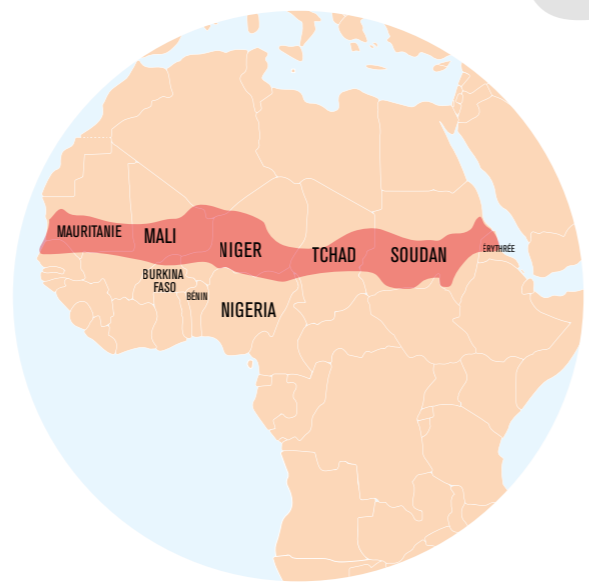 MAURITANIE
MALI
NIGER
TCHAD
SOUDAN
ÉRYTHRÉE
BURKINA
FASO
BÉNIN
NIGERIA